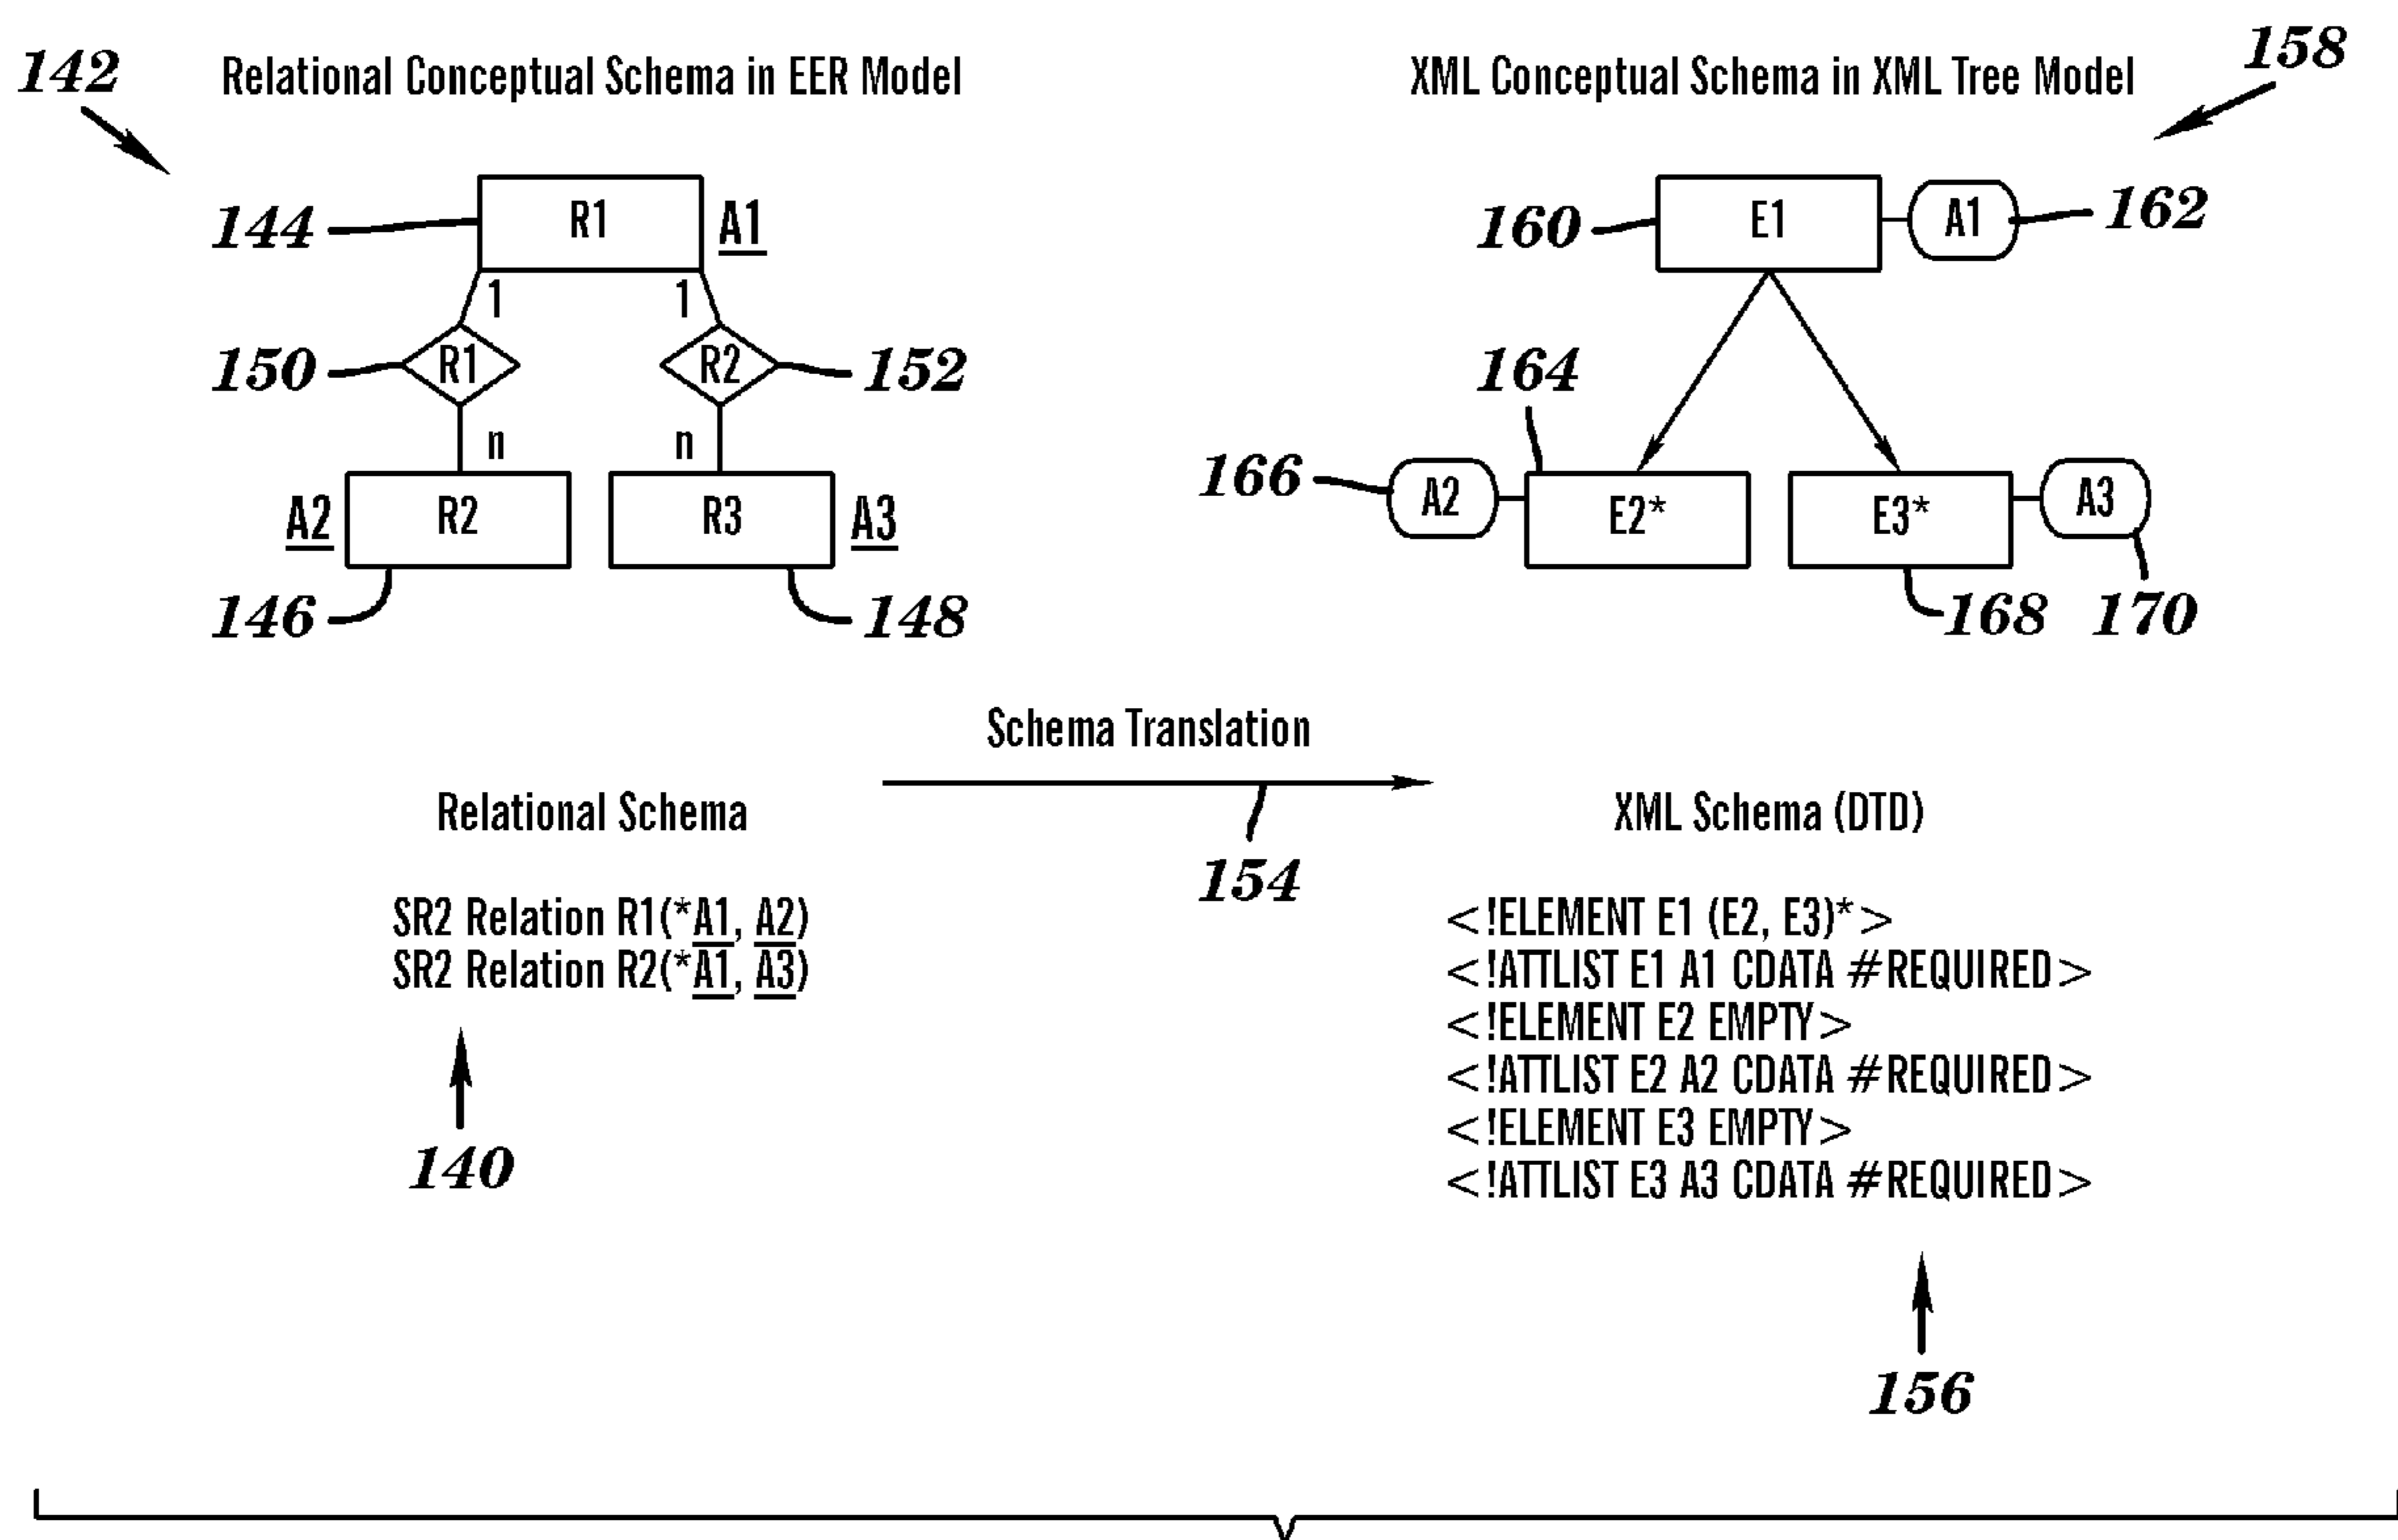 142
Relational Conceptual Schema in EER Model
144
R1
A1
1
1
150
R1
R2
152
n
n
A2
R2
R3
A3
146
148
XML Conceptual Schema in XML Tree Model
158
160
E1
A1
162
164
166
A2
E2*
E3*
A3
168
170
Schema Translation
154
Relational Schema
SR2 Relation R1(*A1, A2)
SR2 Relation R2(*A1, A3)
140
XML Schema (DTD)
<!ELEMENT E1 (E2, E3)*>
<!ATTLIST E1 A1 CDATA #REQUIRED>
<!ELEMENT E2 EMPTY>
<!ATTLIST E2 A2 CDATA #REQUIRED>
<!ELEMENT E3 EMPTY>
<!ATTLIST E3 A3 CDATA #REQUIRED>
156